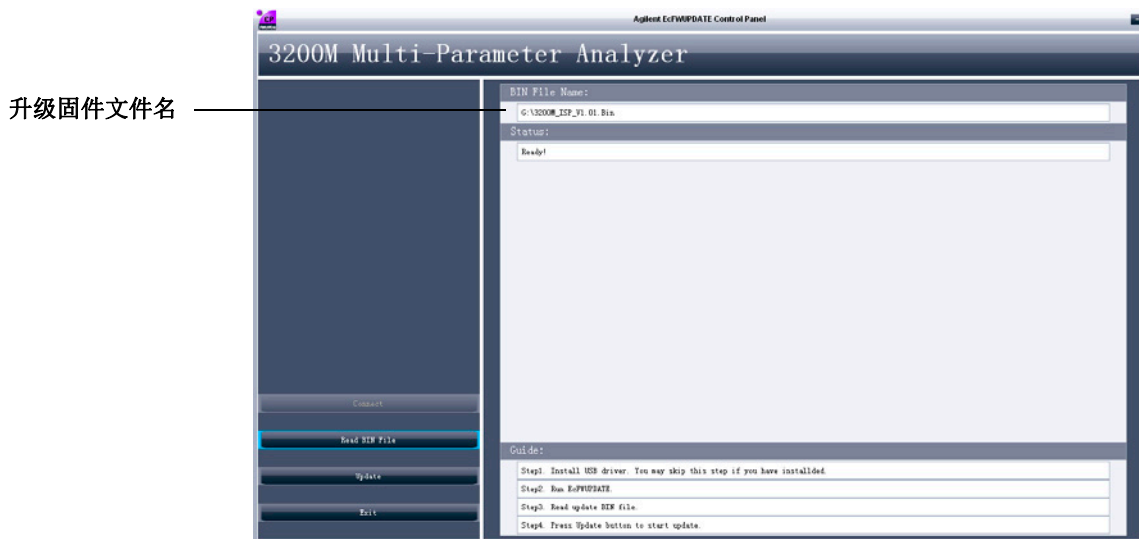 CP
Agilent EcFWUPDATE Control Panel
3200M Multi-Parameter Analyzer
升级固件文件名
BIN File Name:
G:\3200M_ISP_V1.01.Bin
Status:
Ready!
Connect
Read BIN File
Update
Exit
Guide:
Step1. Install USB driver. You may skip this step if you have installded.
Step2. Run EcFWUPDATE.
Step3. Read update BIN file.
Step4. Press Update button to start update.